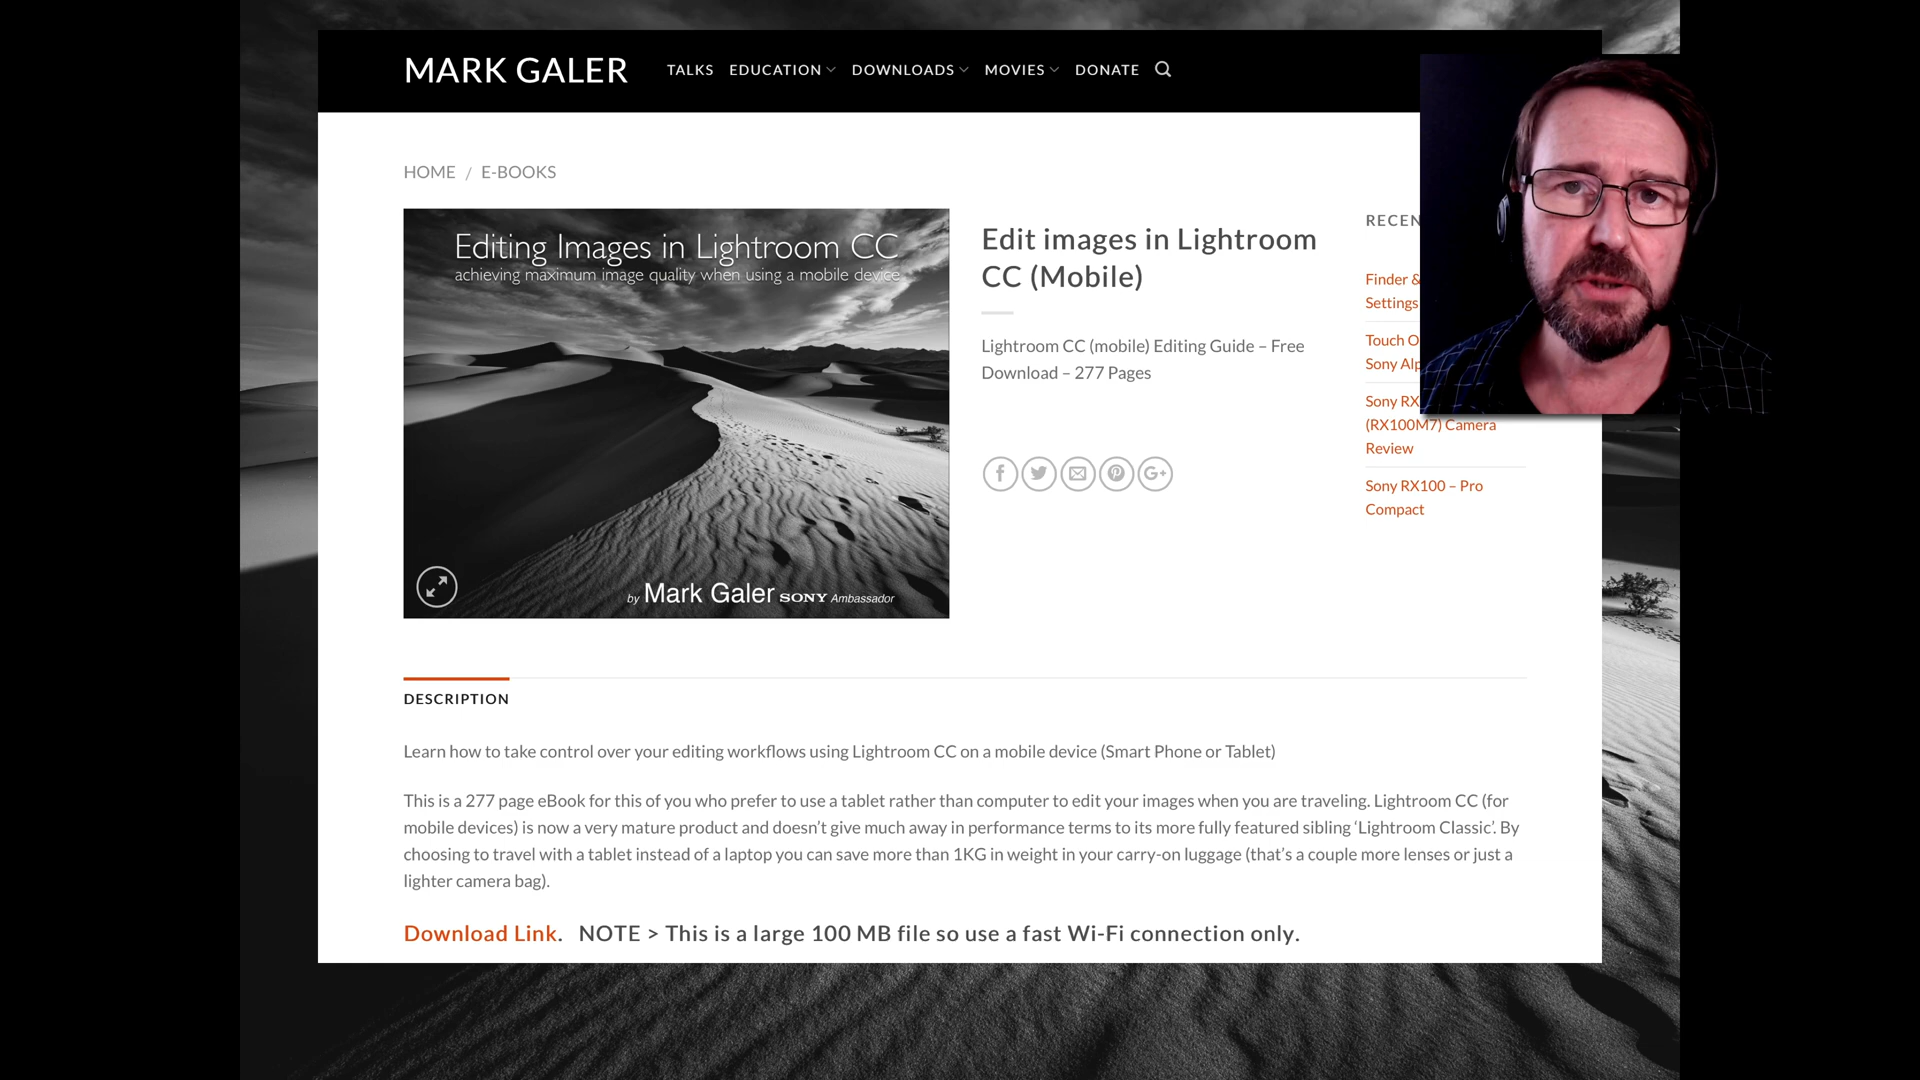 MARK GALER
TALKS EDUCATION DOWNLOADS MOVIES DONATE
HOME / E-BOOKS
Editing Images in Lightroom CC
achieving maximum image quality when using a mobile device
by Mark Galer SONY Ambassador
Edit images in Lightroom
CC (Mobile)
Lightroom CC (mobile) Editing Guide – Free
Download – 277 Pages
Finder &
Settings
Touch
Sony
Sony
(RX100M7) Camera
Review
Sony RX100 – Pro
Compact
DESCRIPTION
Learn how to take control over your editing workflows using Lightroom CC on a mobile device (Smart Phone or Tablet)
This is a 277 page eBook for this of you who prefer to use a tablet rather than computer to edit your images when you are traveling. Lightroom CC (for
mobile devices) is now a very mature product and doesn’t give much away in performance terms to its more fully featured sibling ‘Lightroom Classic’. By
choosing to travel with a tablet instead of a laptop you can save more than 1KG in weight in your carry-on luggage (that’s a couple more lenses or just a
lighter camera bag).
Download Link. NOTE > This is a large 100 MB file so use a fast Wi-Fi connection only.